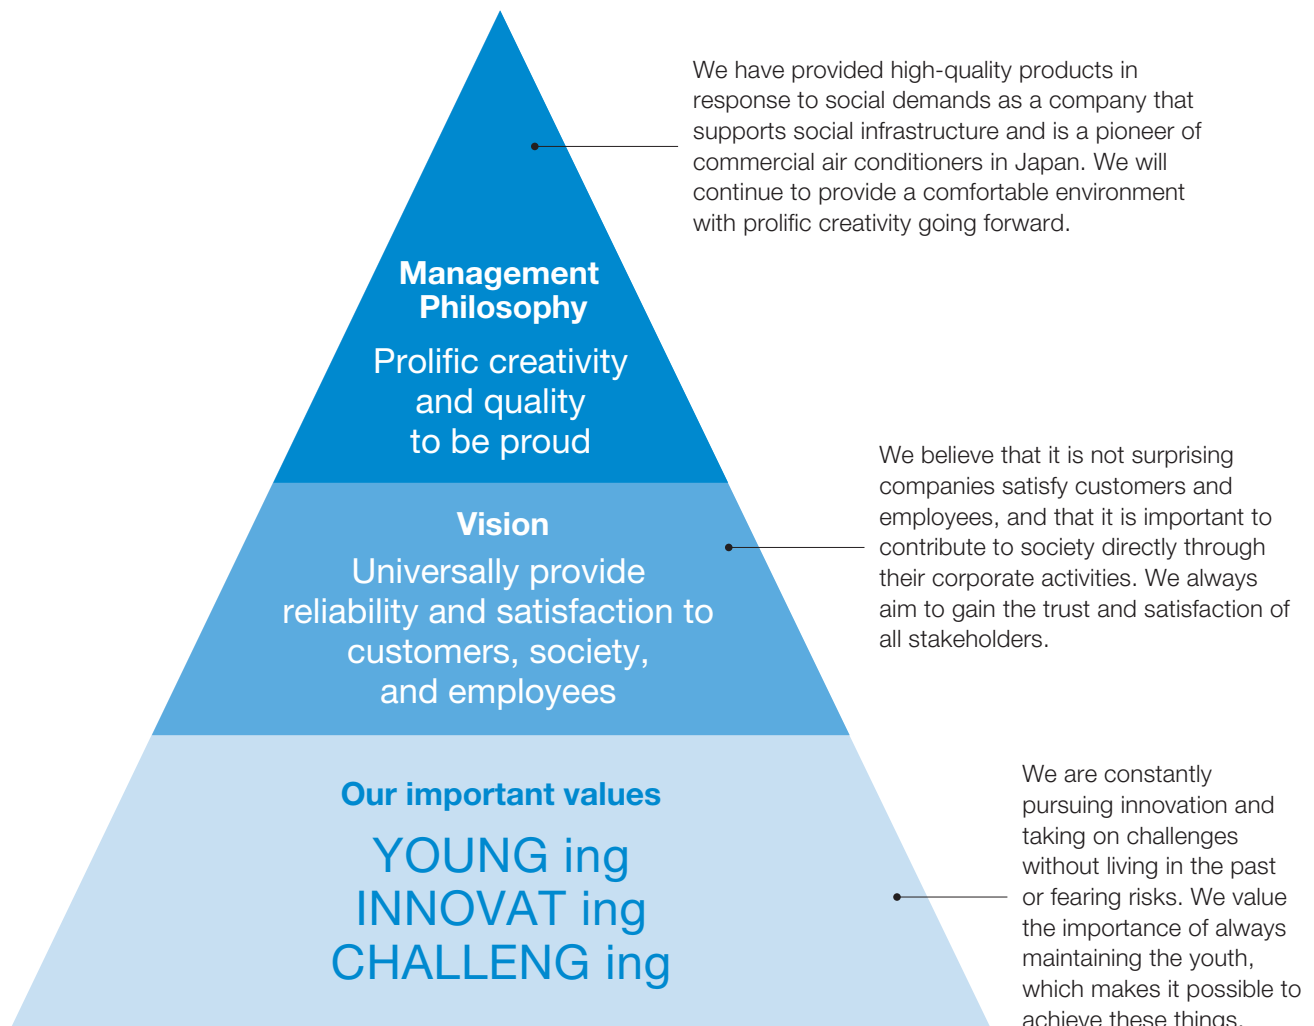 We have provided high-quality products in
response to social demands as a company that
supports social infrastructure and is a pioneer of
commercial air conditioners in Japan. We will
continue to provide a comfortable environment
with prolific creativity going forward.
Management
Philosophy
Prolific creativity
and quality
to be proud
We believe that it is not surprising
companies satisfy customers and
employees, and that it is important to
contribute to society directly through
their corporate activities. We always
aim to gain the trust and satisfaction of
all stakeholders.
Vision
Universally provide
reliability and satisfaction to
customers, society,
and employees
Our important values
YOUNG ing
INNOVAT ing
CHALLENG ing
We are constantly
pursuing innovation and
taking on challenges
without living in the past
or fearing risks. We value
the importance of always
maintaining the youth,
which makes it possible to
achieve these things.